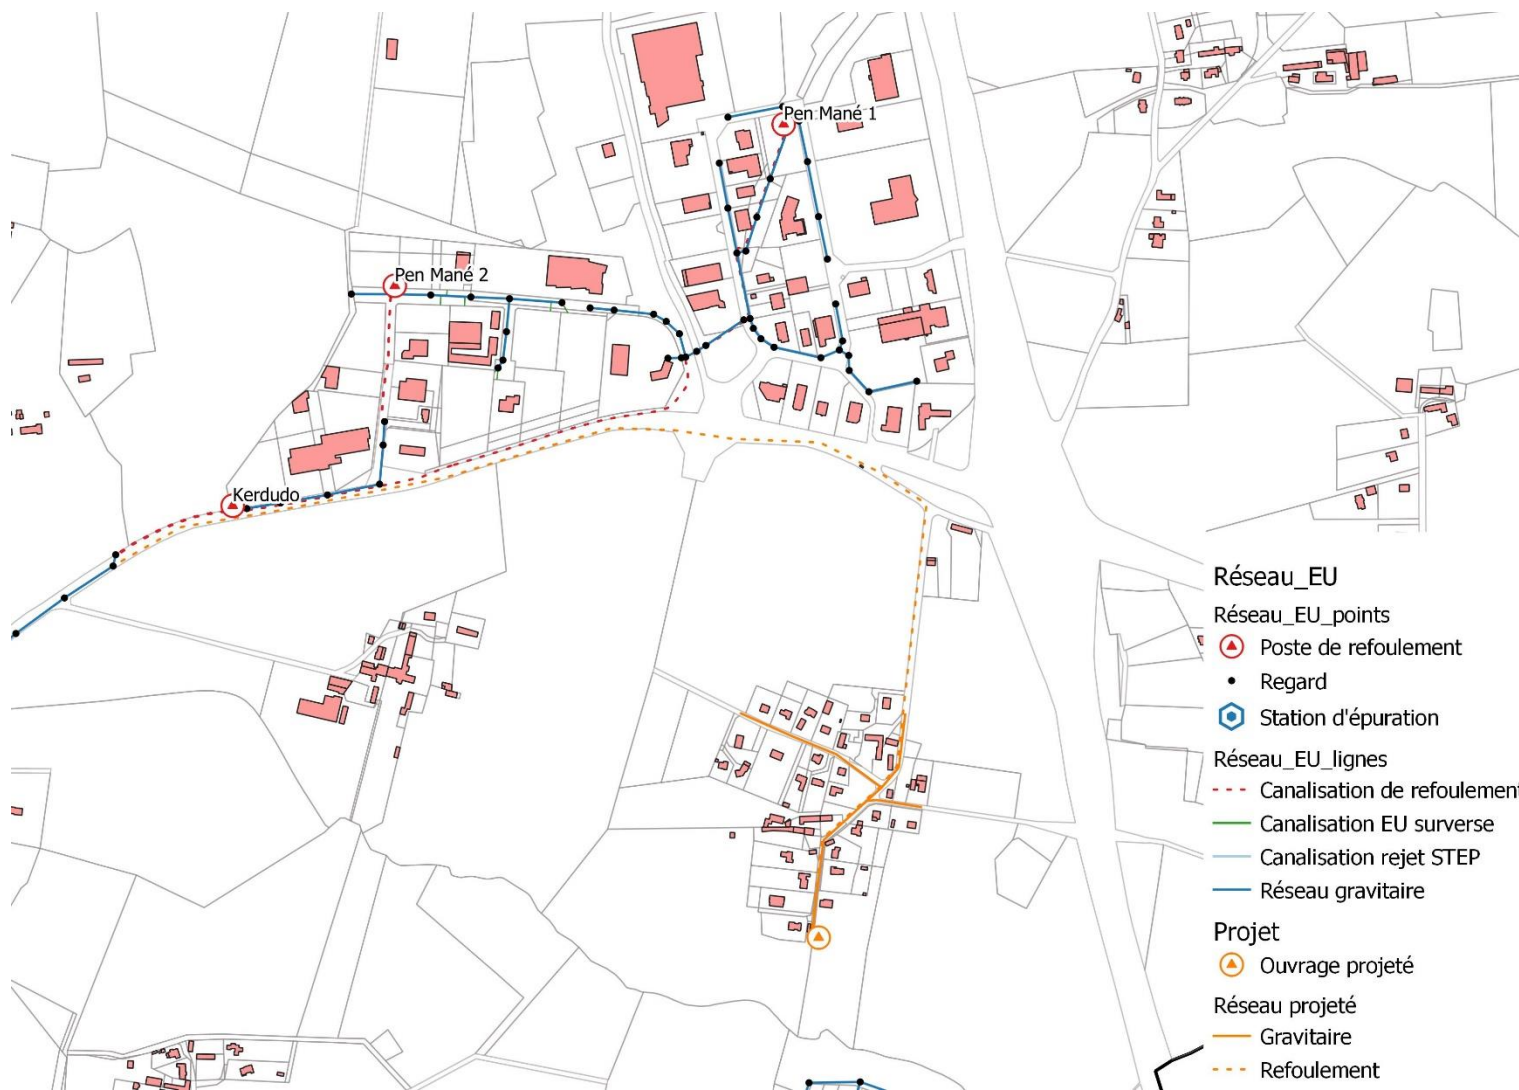 Pen Mané 1
Pen Mané 2
Kerdudo
Réseau_EU
Réseau_EU_points
Poste de refoulement
Regard
Station d'épuration
Réseau_EU_lignes
Canalisation de refoulement
Canalisation EU surverse
Canalisation rejet STEP
Réseau gravitaire
Projet
Ouvrage projeté
Réseau projeté
Gravitaire
Refoulement